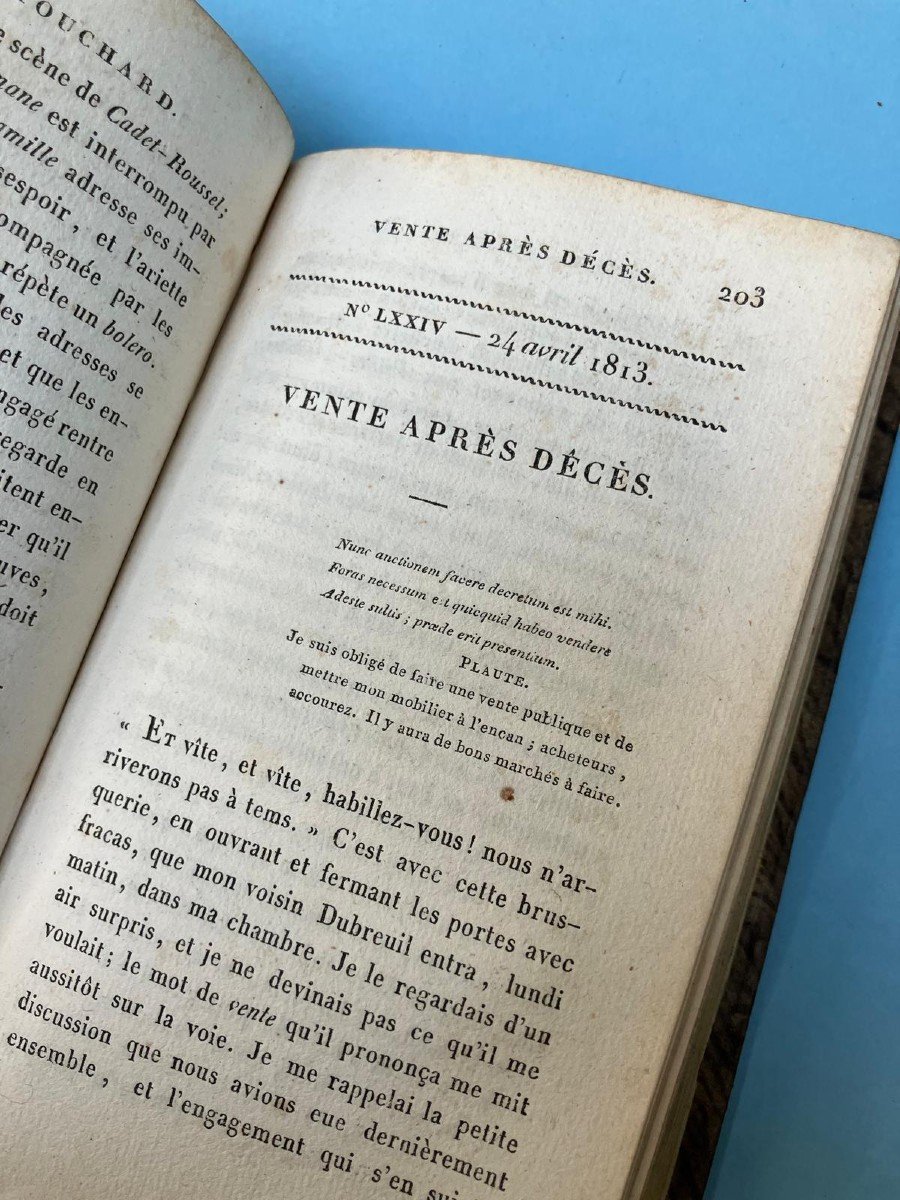 OUCHARD.
scène de Cadet-Roussel;
est interrompu par
adresse ses im-
espoir, et l'ariette
ompagnée par les
répète un bolero.
les adresses se
et que les en-
ngagé rentre
regarde en
itent en-
er qu'il
uves,
doit
VENTE APRÈS DÉCÈS.
203
N° LXXIV — 24 avril 1813.
VENTE APRÈS DÉCÈS.
Nunc auctionem facere decretum est mihi.
Foras necessum est quicquid habeo vendere
Adeste sultis; præde erit presentium.
PLAUTE.
Je suis obligé de faire une vente publique et de
mettre mon mobilier à l'encan; acheteurs,
accourez. Il y aura de bons marchés à faire.
« ET vîte, et vîte, habillez-vous! nous n'ar-
riverons pas à tems. » C'est avec cette brus-
querie, en ouvrant et fermant les portes avec
fracas, que mon voisin Dubreuil entra, lundi
matin, dans ma chambre. Je le regardais d'un
air surpris, et je ne devinais pas ce qu'il me
voulait; le mot de vente qu'il prononça me mit
aussitôt sur la voie. Je me rappelai la petite
discussion que nous avions eue dernièrement
ensemble, et l'engagement qui s'en